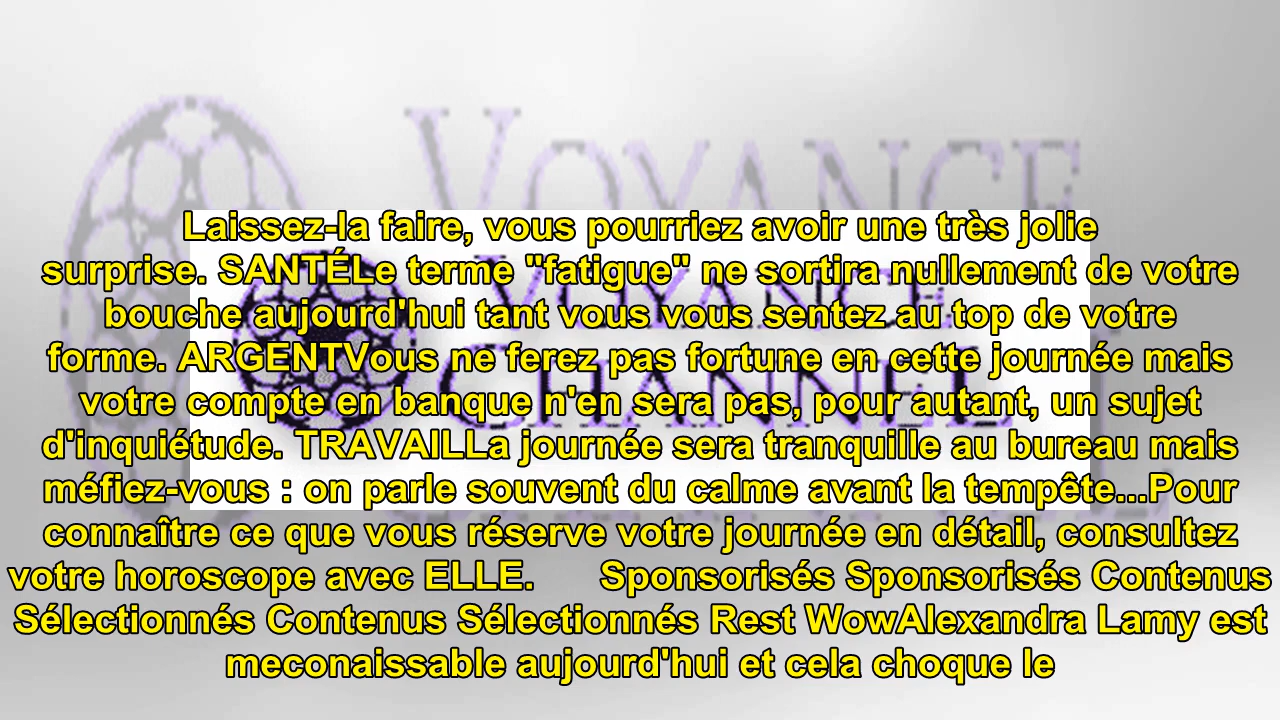 VOYANCE
Laissez-la faire, vous pourriez avoir une très jolie
surprise. SANTÉLe terme "fatigue" ne sortira nullement de votre
bouche aujourd'hui tant vous vous sentez au top de votre
forme. ARGENTVous ne ferez pas fortune en cette journée mais
votre compte en banque n'en sera pas, pour autant, un sujet
d'inquiétude. TRAVAILLa journée sera tranquille au bureau mais
méfiez-vous : on parle souvent du calme avant la tempête...Pour
connaître ce que vous réserve votre journée en détail, consultez
votre horoscope avec ELLE. Sponsorisés Sponsorisés Contenus
Sélectionnés Contenus Sélectionnés Rest WowAlexandra Lamy est
meconaissable aujourd'hui et cela choque le
VOYANCE
CHANNEL